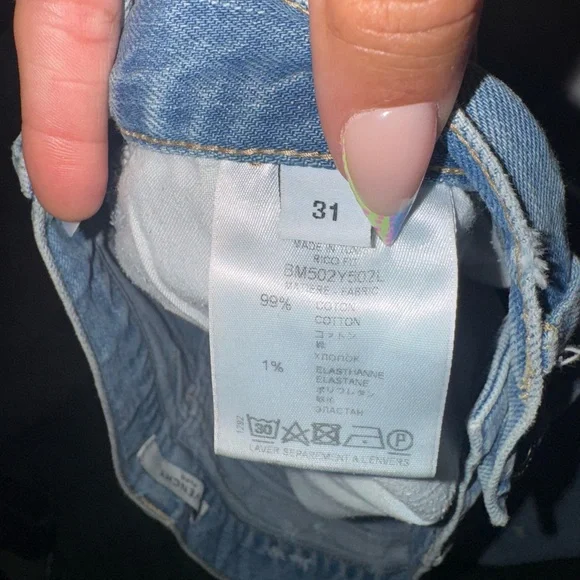 31
MADE IN
RICO FIT
BM502Y502L
MATIERE - FABRIC
99% COTON
COTTON
コットン
棉
ХЛОПОК
1% ELASTHANNE
ELASTANE
ポリウレタン
ЭЛАСТАН
30
P
LAVER SEPAREMENT A L'ENVERS